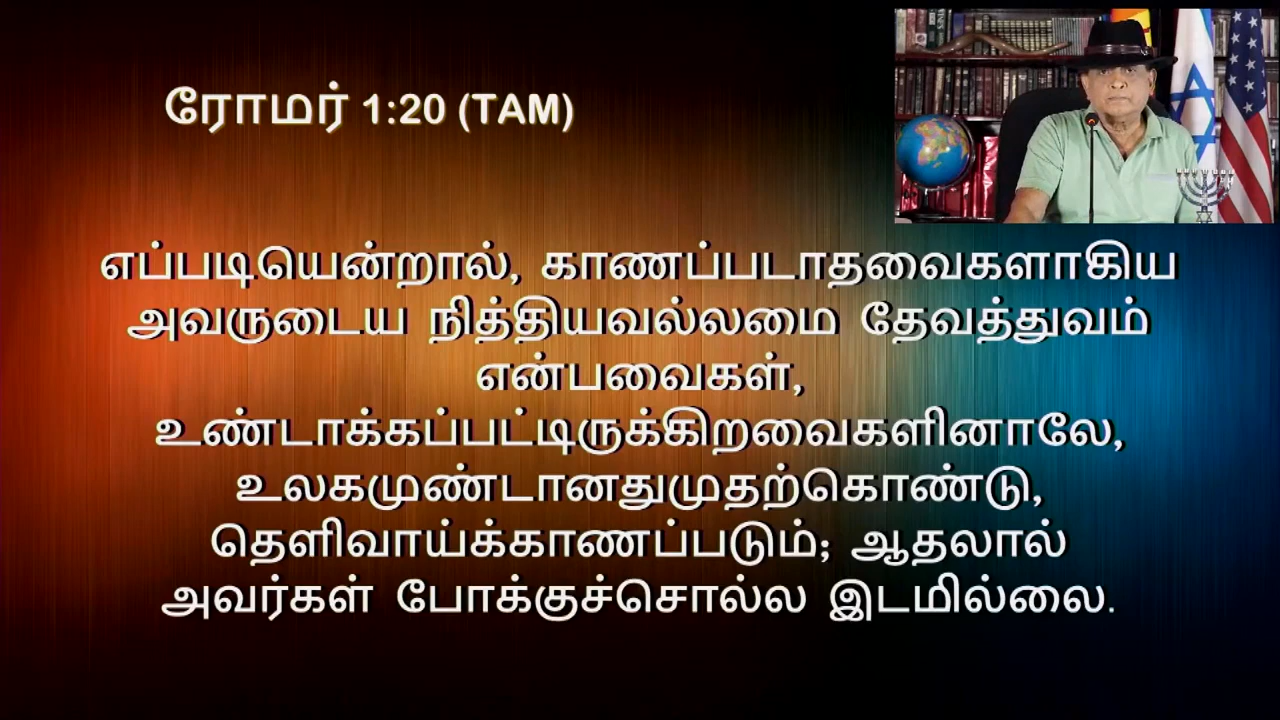 ரோமர் 1:20 (TAM)
எப்படியென்றால், காணப்படாதவைகளாகிய
அவருடைய நித்தியவல்லமை தேவத்துவம்
என்பவைகள்,
உண்டாக்கப்பட்டிருக்கிறவைகளினாலே,
உலகமுண்டானதுமுதற்கொண்டு,
தெளிவாய்க்காணப்படும்; ஆதலால்
அவர்கள் போக்குச்சொல்ல இடமில்லை.